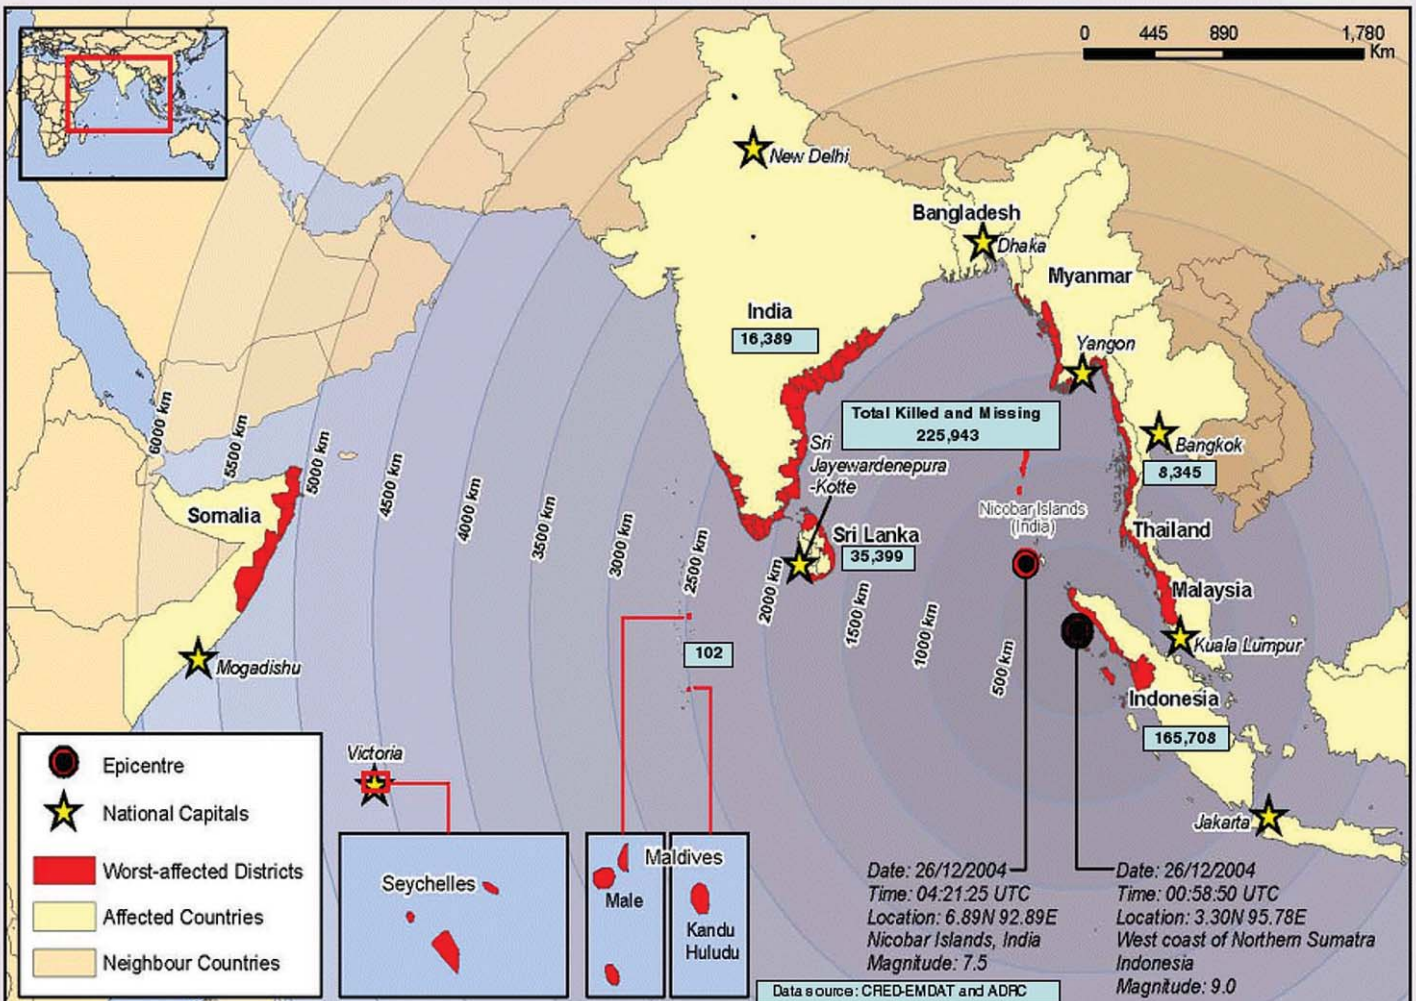 0 445 890 1,780
Km
New Delhi
Bangladesh
Dhaka
Myanmar
India
16,389
Yangon
Total Killed and Missing
225,943
Bangkok
8,345
Sri
Jayewardenepura
-Kotte
Nicobar Islands
(India)
Thailand
Sri Lanka
35,399
Malaysia
Kuala Lumpur
Somalia
Mogadishu
6000 km
5500 km
5000 km
4500 km
4000 km
3500 km
3000 km
2500 km
2000 km
1500 km
1000 km
500 km
102
Indonesia
165,708
Jakarta
Victoria
Epicentre
National Capitals
Worst-affected Districts
Affected Countries
Neighbour Countries
Seychelles
Maldives
Male
Kandu
Huludu
Date: 26/12/2004
Time: 04:21:25 UTC
Location: 6.89N 92.89E
Nicobar Islands, India
Magnitude: 7.5
Date: 26/12/2004
Time: 00:58:50 UTC
Location: 3.30N 95.78E
West coast of Northern Sumatra
Indonesia
Magnitude: 9.0
Data source: CRED-EMDAT and ADRC